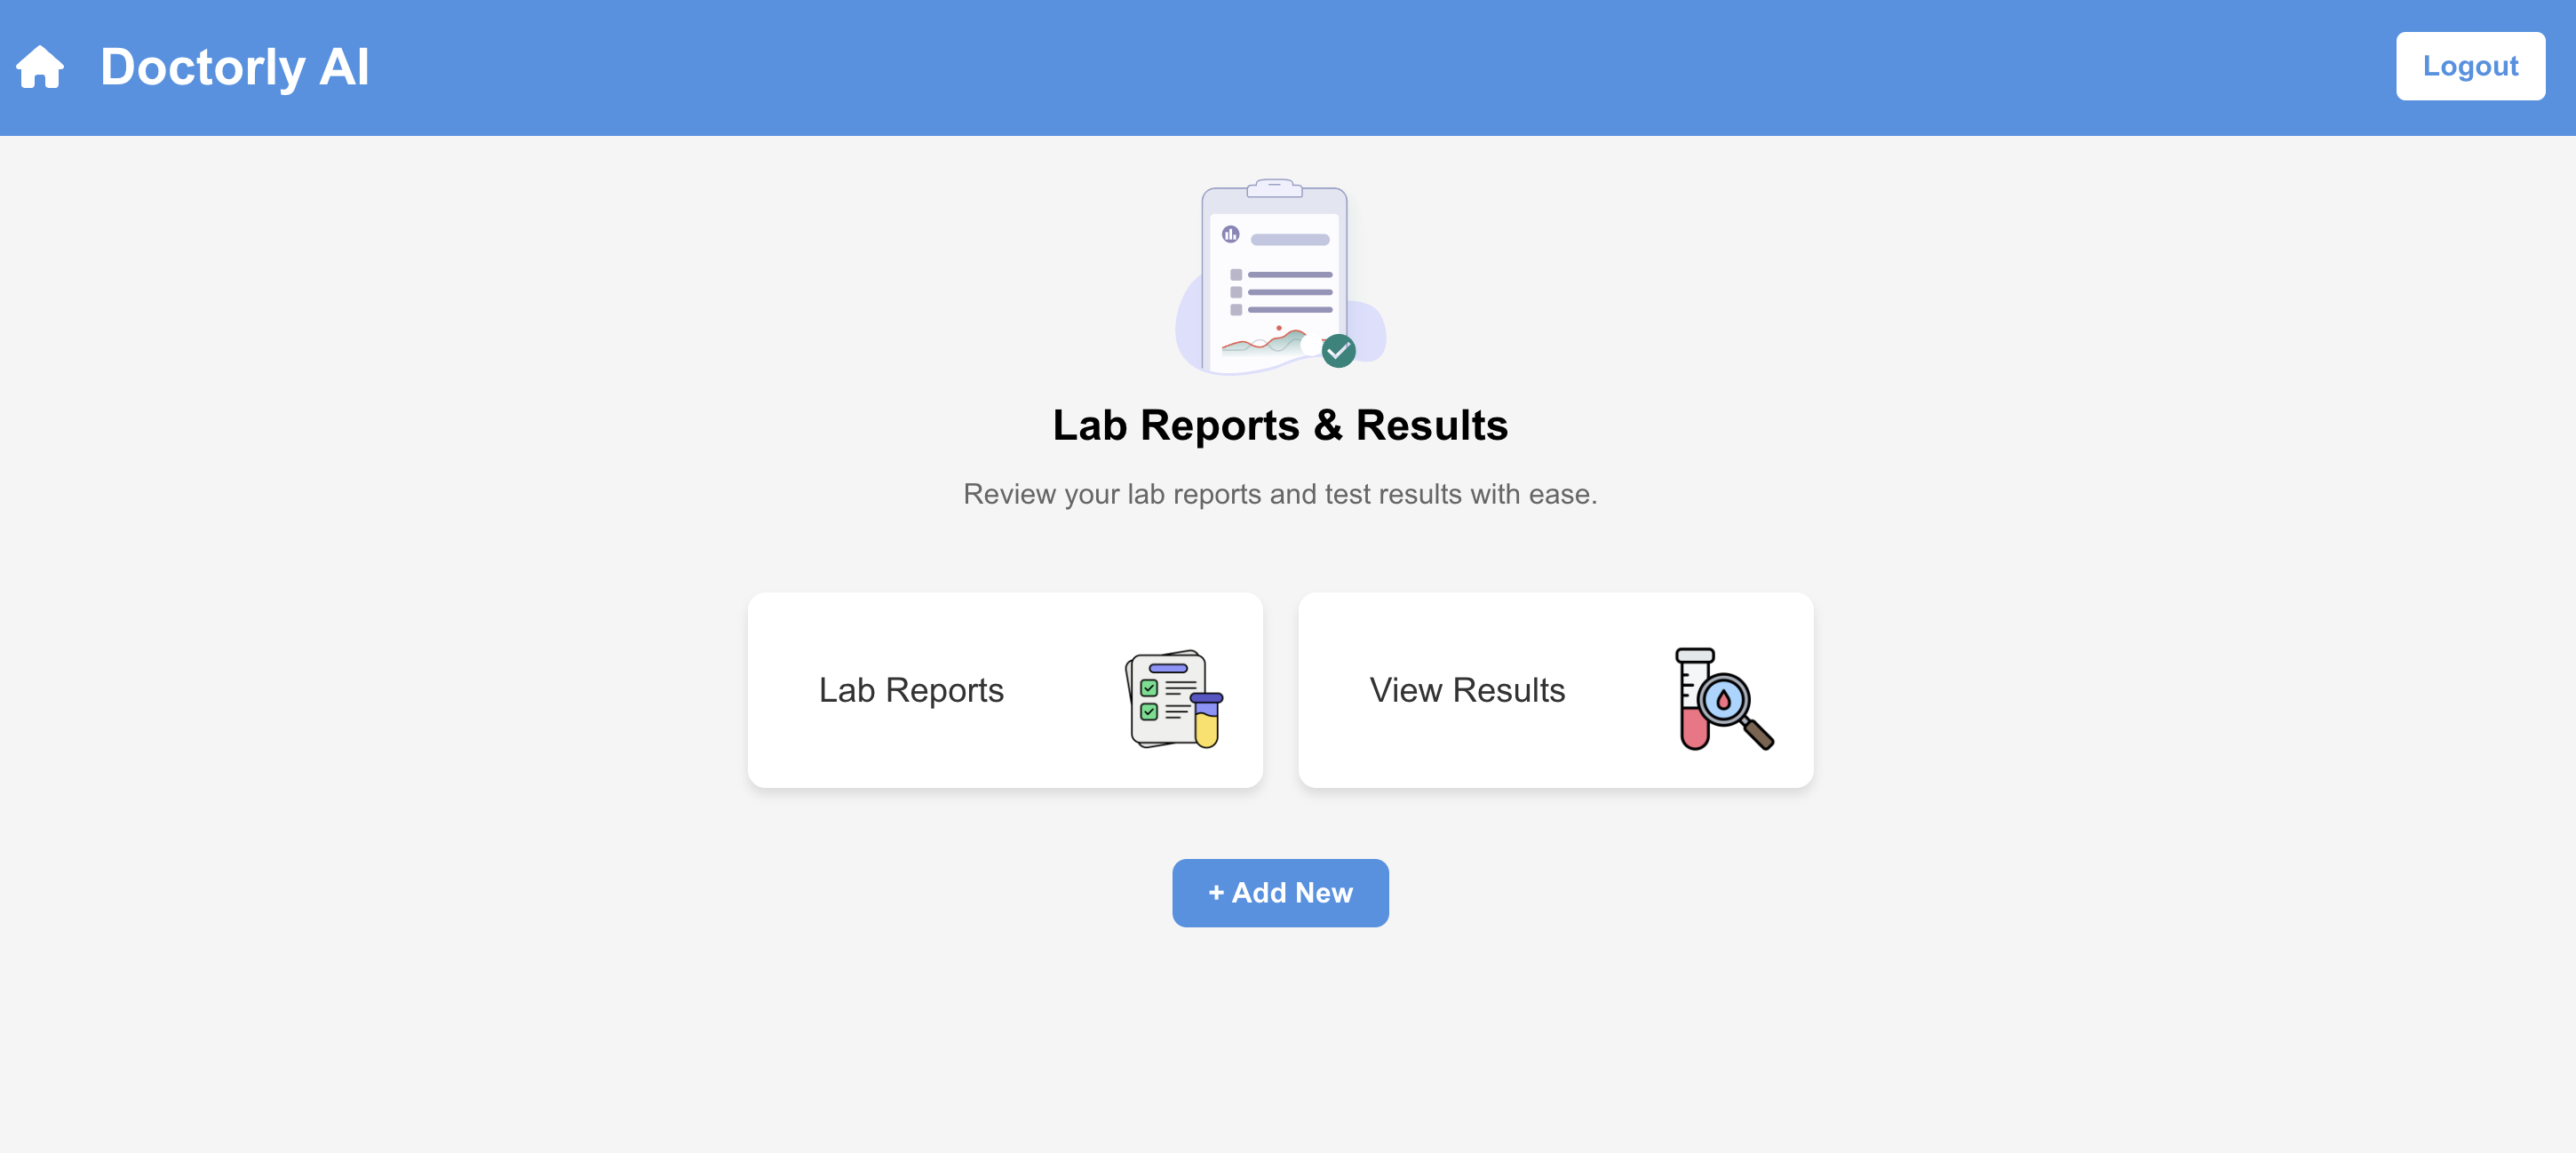 Doctorly AI
Logout
Lab Reports & Results
Review your lab reports and test results with ease.
Lab Reports
View Results
+ Add New